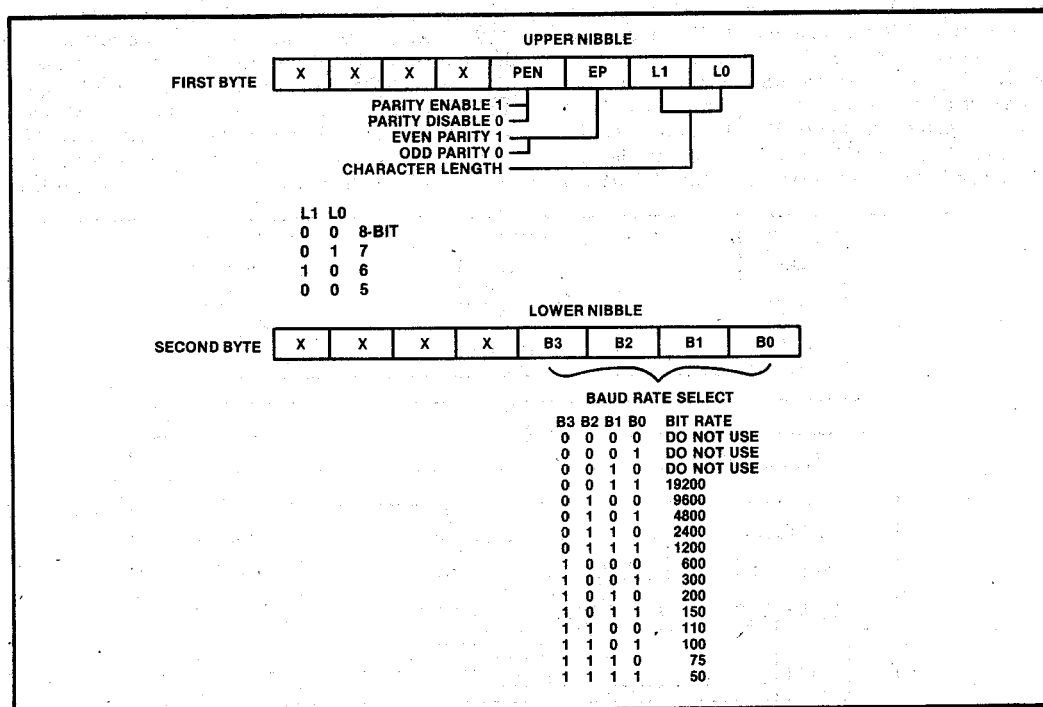 UPPER NIBBLE
FIRST BYTE X X X X PEN EP L1 L0
PARITY ENABLE 1
PARITY DISABLE 0
EVEN PARITY 1
ODD PARITY 0
CHARACTER LENGTH
L1 L0
0 0 8-BIT
0 1 7
1 0 6
0 0 5
LOWER NIBBLE
SECOND BYTE X X X X B3 B2 B1 B0
BAUD RATE SELECT
B3 B2 B1 B0 BIT RATE
0 0 0 0 DO NOT USE
0 0 0 1 DO NOT USE
0 0 1 0 DO NOT USE
0 0 1 1 19200
0 1 0 0 9600
0 1 0 1 4800
0 1 1 0 2400
0 1 1 1 1200
1 0 0 0 600
1 0 0 1 300
1 0 1 0 200
1 0 1 1 150
1 1 0 0 110
1 1 0 1 100
1 1 1 0 75
1 1 1 1 50